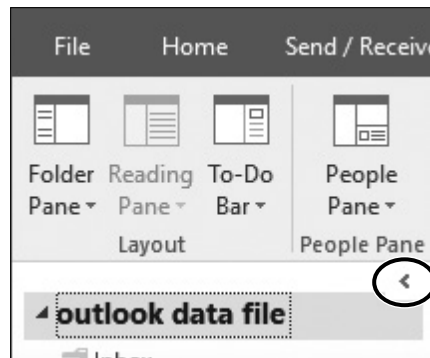 File Home Send / Receive
Folder Pane
Reading Pane
To-Do Bar
People Pane
Layout
People Pane
outlook data file
Inbox